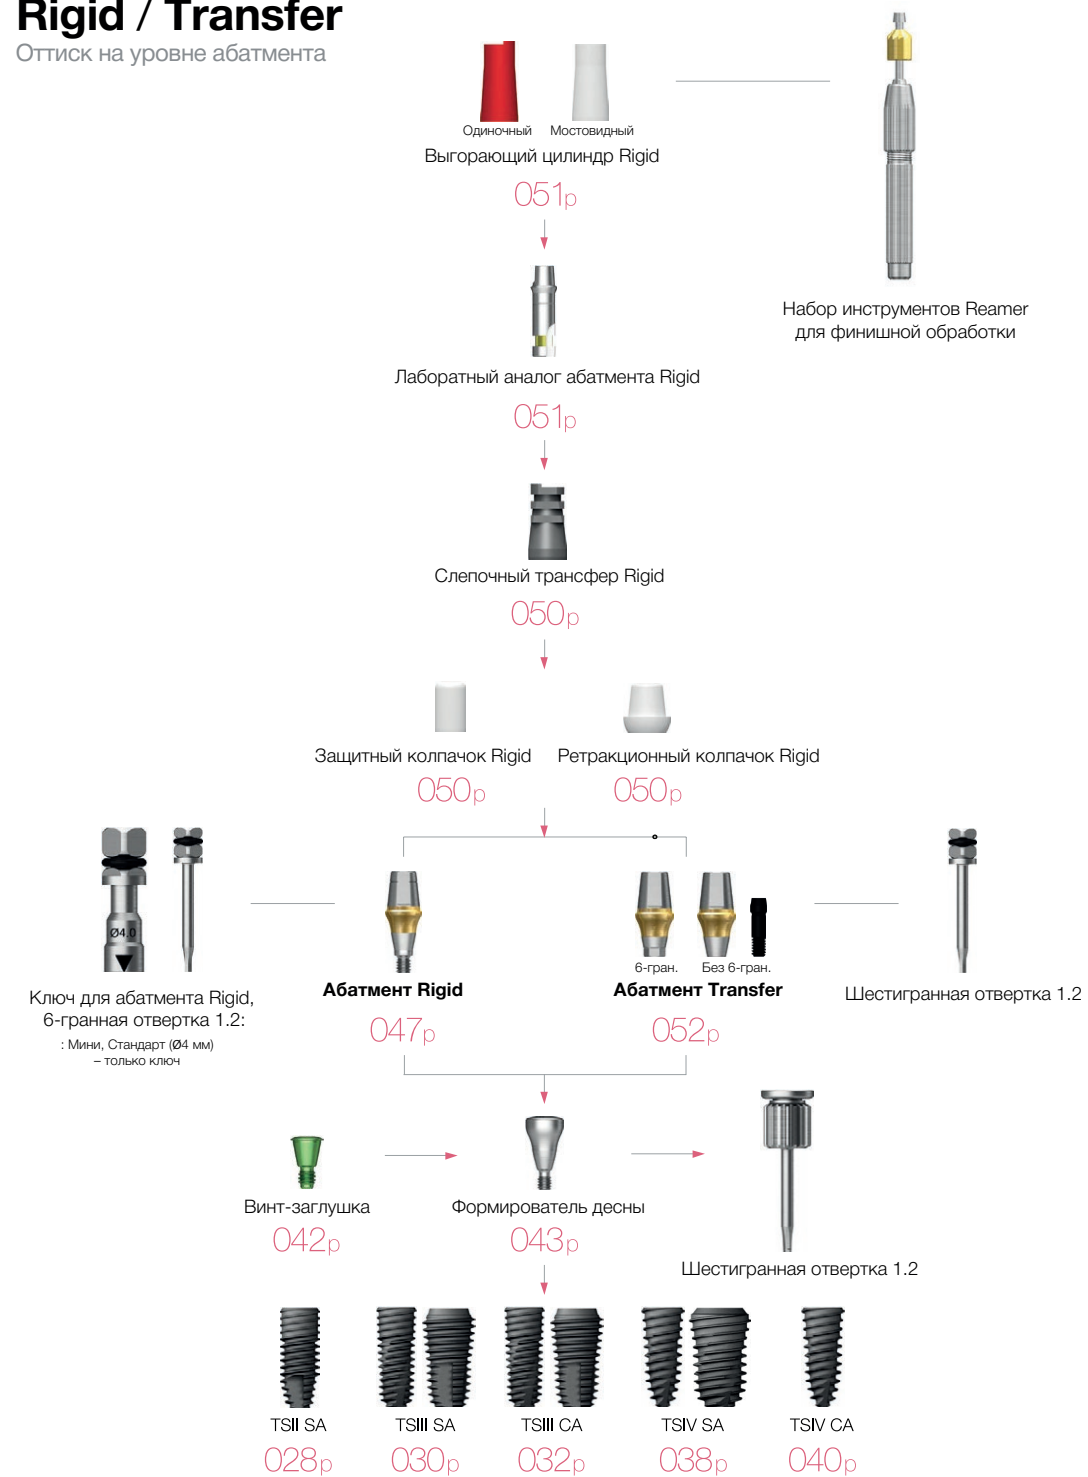 Rigid / Transfer
Оттиск на уровне абатмента
Одиночный Мостовидный
Выгорающий цилиндр Rigid
051p
Набор инструментов Reamer
для финишной обработки
Лаборатный аналог абатмента Rigid
051p
Слепочный трансфер Rigid
050p
Защитный колпачок Rigid Ретракционный колпачок Rigid
050p 050p
Ø4.0
6-гран. Без 6-гран.
Ключ для абатмента Rigid,
6-гранная отвертка 1.2:
: Мини, Стандарт (Ø4 мм)
– только ключ
Абатмент Rigid
047p
Абатмент Transfer
052p
Шестигранная отвертка 1.2
Винт-заглушка
042p
Формирователь десны
043p
Шестигранная отвертка 1.2
TSII SA TSIII SA TSIII CA TSIV SA TSIV CA
028p 030p 032p 038p 040p